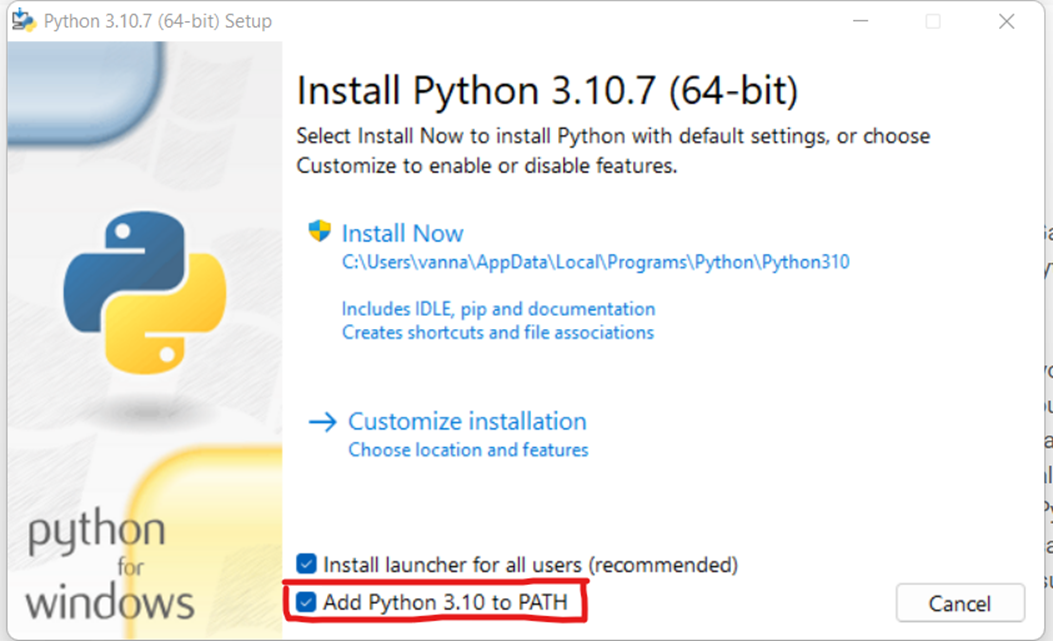 Python 3.10.7 (64-bit) Setup
Install Python 3.10.7 (64-bit)
Select Install Now to install Python with default settings, or choose
Customize to enable or disable features.
Install Now
C:\Users\vanna\AppData\Local\Programs\Python\Python310
Includes IDLE, pip and documentation
Creates shortcuts and file associations
Customize installation
Choose location and features
python
for
windows
Install launcher for all users (recommended)
Add Python 3.10 to PATH
Cancel